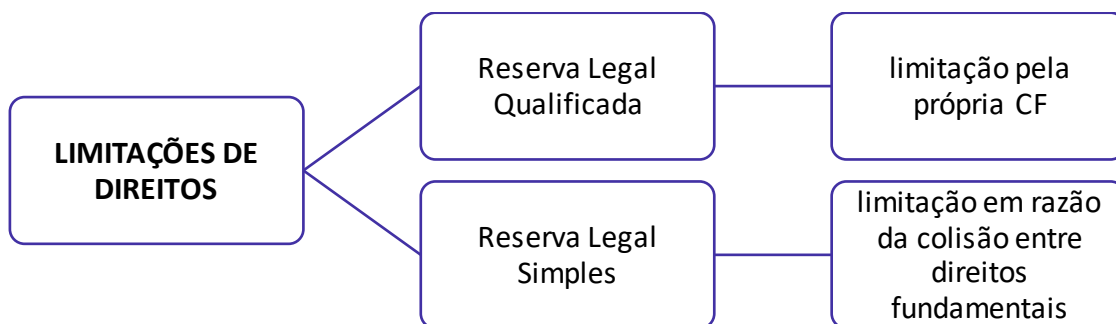 LIMITAÇÕES DE
DIREITOS
Reserva Legal
Qualificada
limitação pela
própria CF
Reserva Legal
Simples
limitação em razão
da colisão entre
direitos
fundamentais